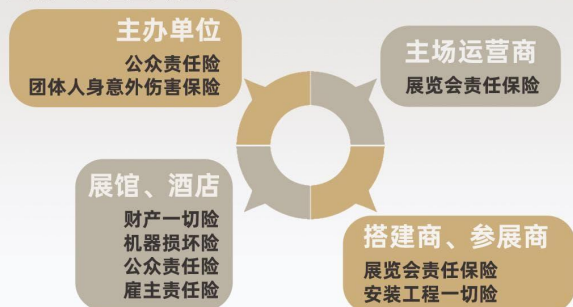 主办单位
公众责任险
团体人身意外伤害保险
主场运营商
展览会责任保险
展馆、酒店
财产一切险
机器损坏险
公众责任险
雇主责任险
搭建商、参展商
展览会责任保险
安装工程一切险